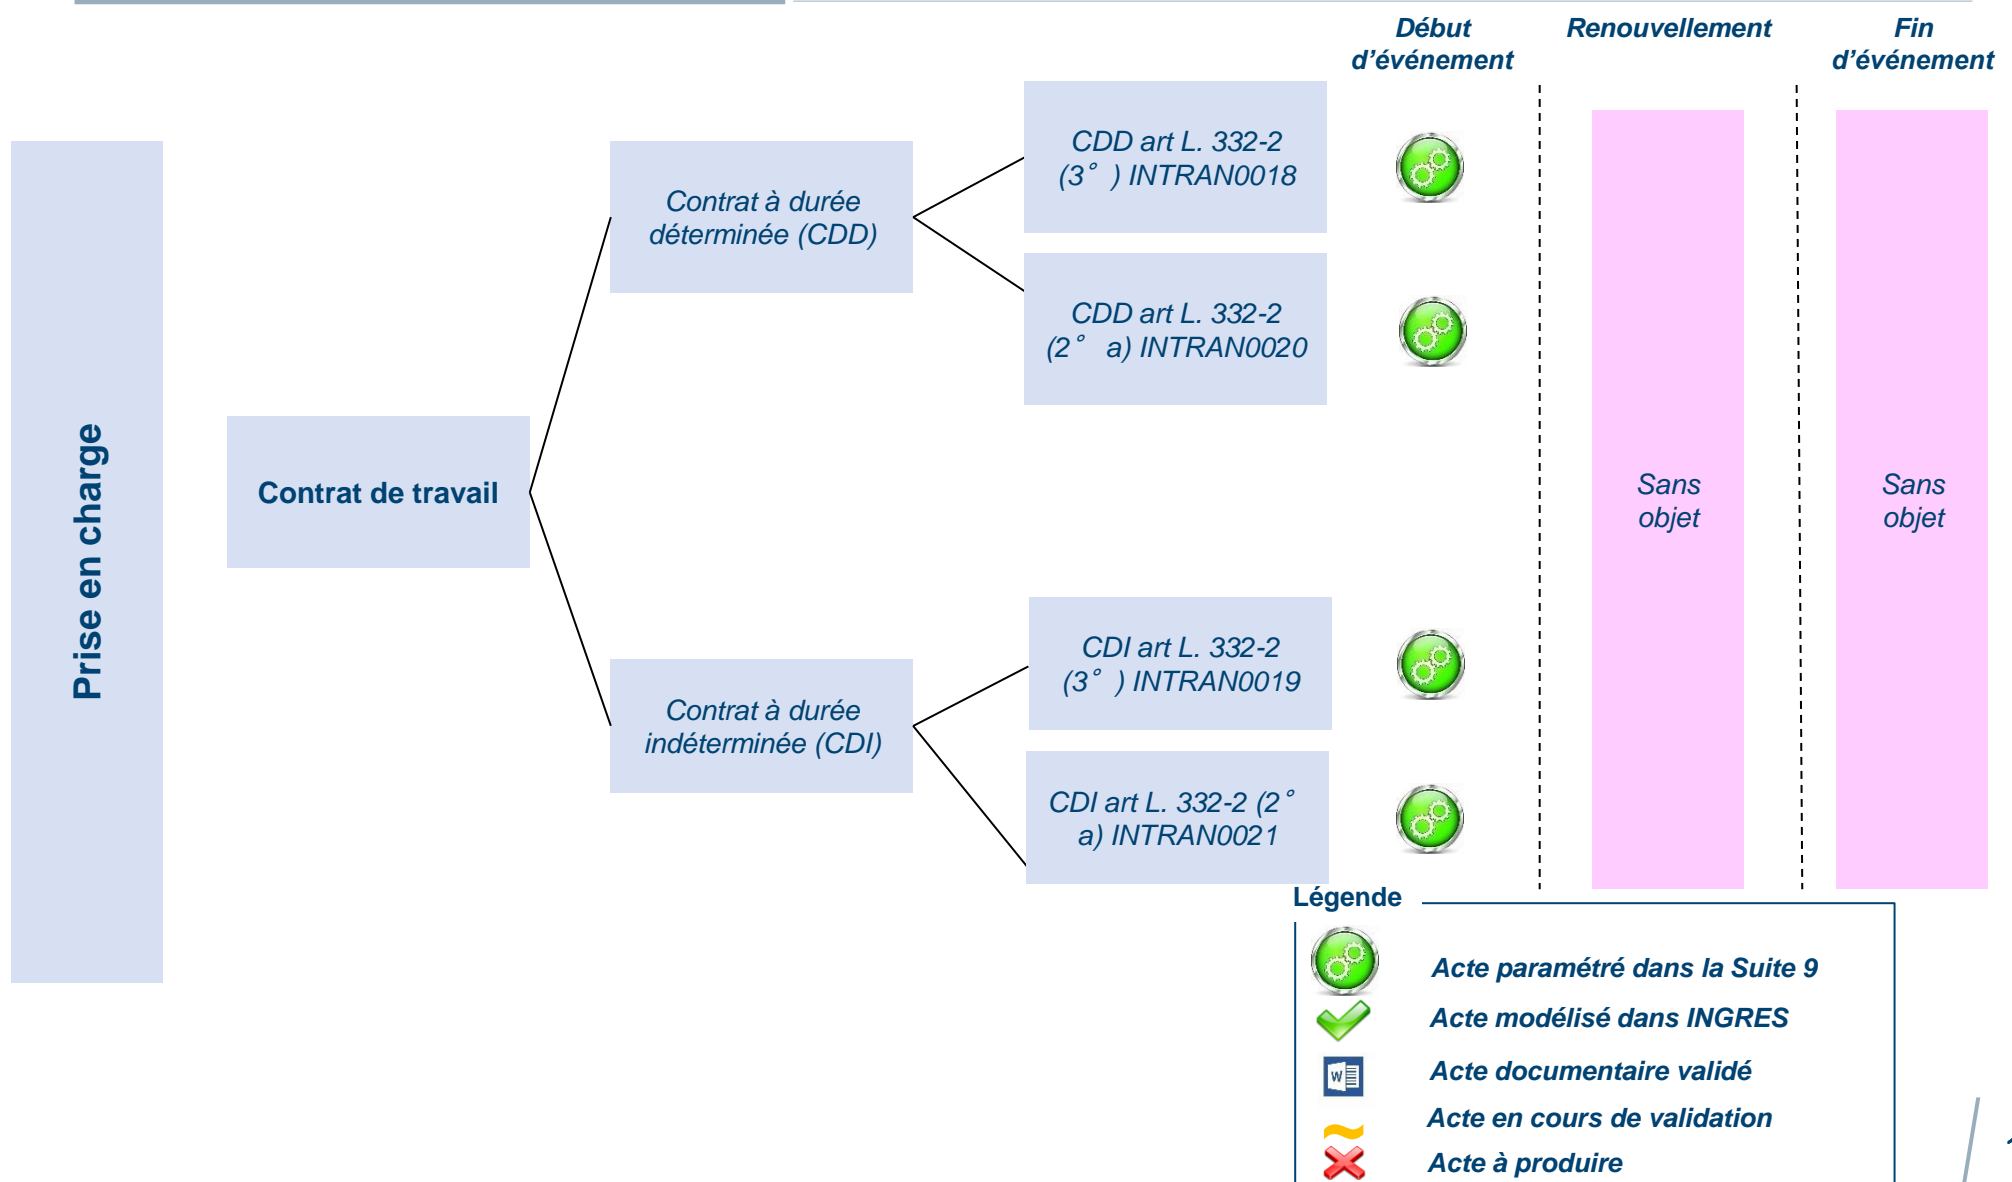 Début
d’événement
Renouvellement
Fin
d’événement
Prise en charge
Contrat de travail
Contrat à durée
déterminée (CDD)
CDD art L. 332-2
(3° ) INTRAN0018
CDD art L. 332-2
(2° a) INTRAN0020
Contrat à durée
indéterminée (CDI)
CDI art L. 332-2
(3° ) INTRAN0019
CDI art L. 332-2 (2°
a) INTRAN0021
Sans
objet
Sans
objet
Légende
Acte paramétré dans la Suite 9
Acte modélisé dans INGRES
W
Acte documentaire validé
Acte en cours de validation
Acte à produire